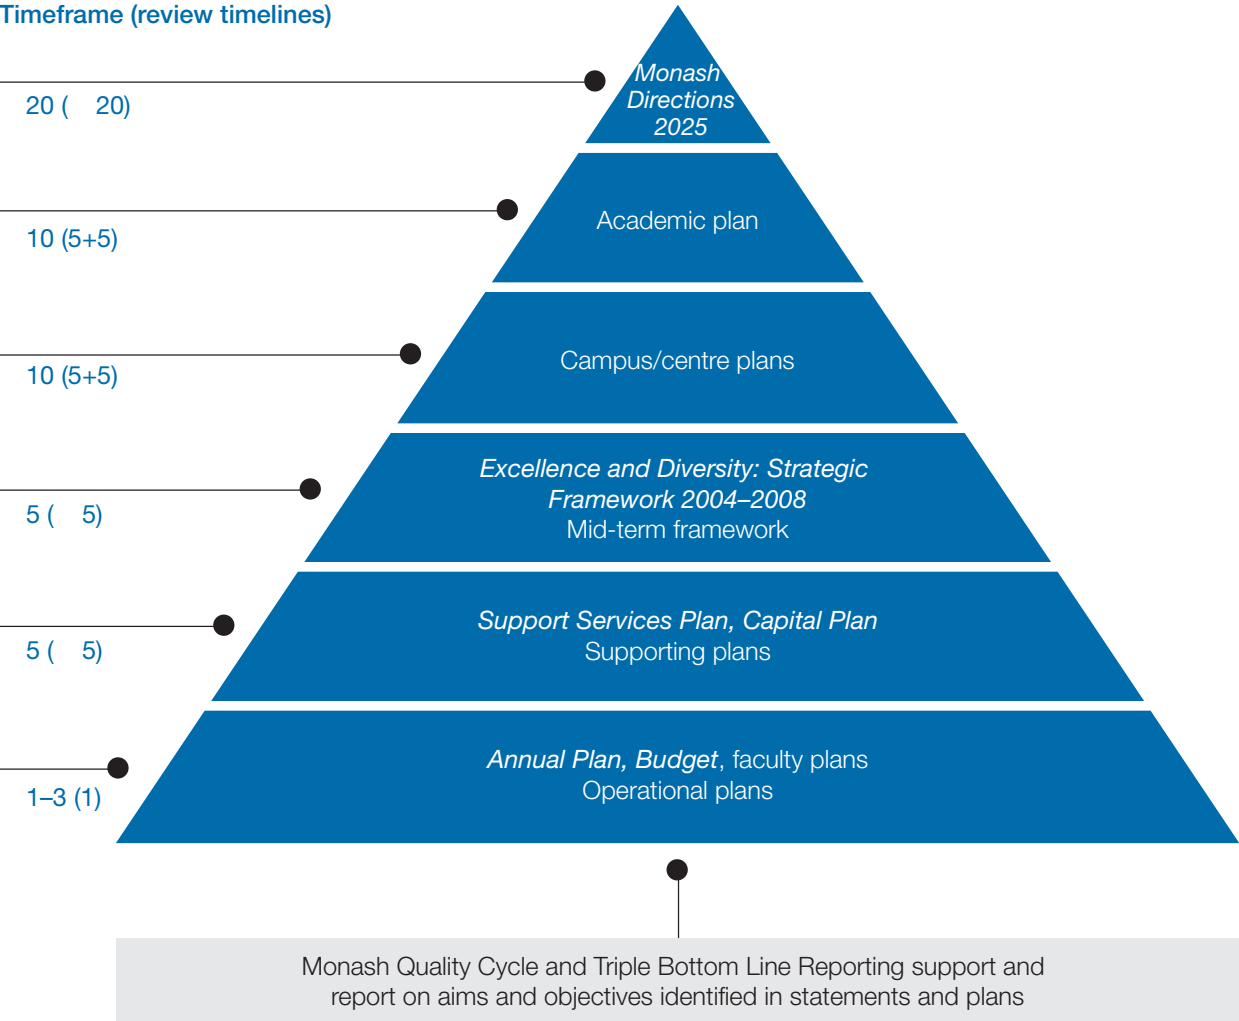 Timeframe (review timelines)
Monash
Directions
2025
20 (   20)
Academic plan
10 (5+5)
Campus/centre plans
10 (5+5)
Excellence and Diversity: Strategic
Framework 2004–2008
Mid-term framework
5 (   5)
Support Services Plan, Capital Plan
Supporting plans
5 (   5)
Annual Plan, Budget, faculty plans
Operational plans
1–3 (1)
Monash Quality Cycle and Triple Bottom Line Reporting support and
report on aims and objectives identified in statements and plans